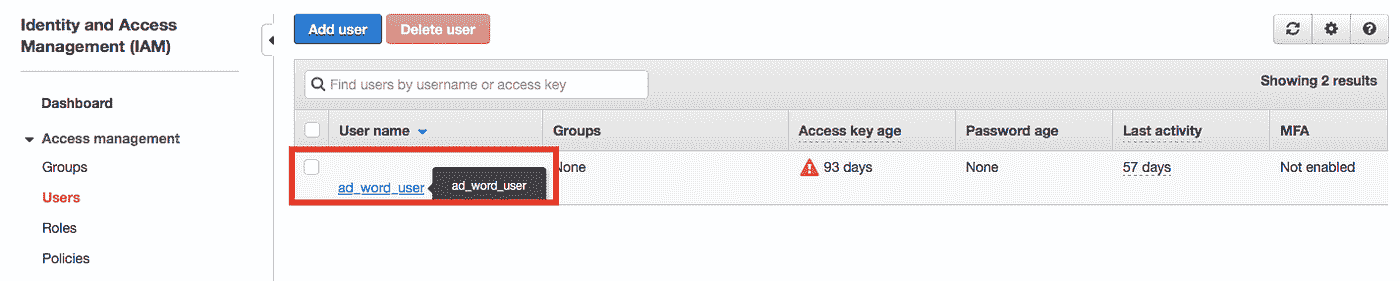 Identity and Access
Management (IAM)
Add user
Delete user
Find users by username or access key
Showing 2 results
User name Groups Access key age Password age Last activity MFA
ad_word_user ad_word_user None 93 days None 57 days Not enabled
Dashboard
Access management
Groups
Users
Roles
Policies